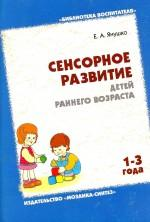 "БИБЛИОТЕКА ВОСПИТАТЕЛЯ"
Е. А. Янушко
СЕНСОРНОЕ
РАЗВИТИЕ
ДЕТЕЙ
РАННЕГО ВОЗРАСТА
1-3
ГОДА
ИЗДАТЕЛЬСТВО «МОЗАИКА-СИНТЕЗ»